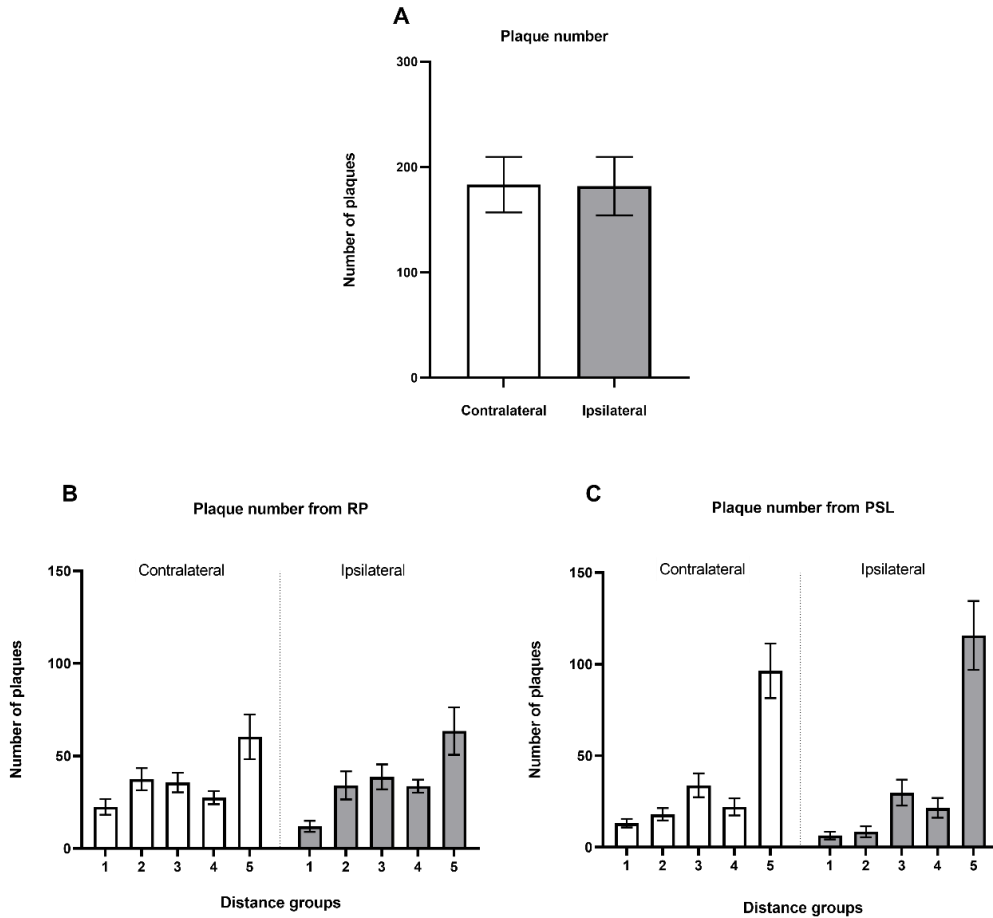 A
Plaque number
300
200
100
0
Number of plaques
Contralateral Ipsilateral
B
Plaque number from RP
Contralateral Ipsilateral
150
100
50
0
Number of plaques
1 2 3 4 5 1 2 3 4 5
Distance groups
C
Plaque number from PSL
Contralateral Ipsilateral
150
100
50
0
Number of plaques
1 2 3 4 5 1 2 3 4 5
Distance groups